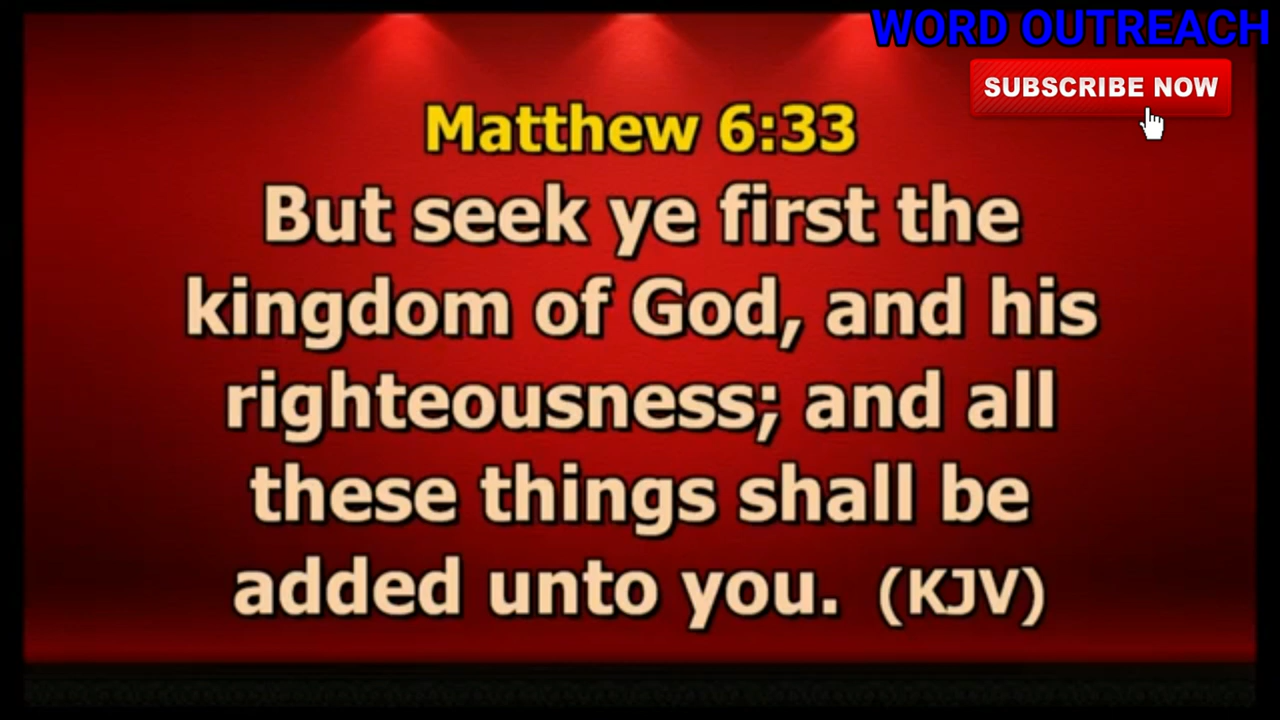 WORD OUTREACH
SUBSCRIBE NOW
Matthew 6:33
But seek ye first the
kingdom of God, and his
righteousness; and all
these things shall be
added unto you. (KJV)